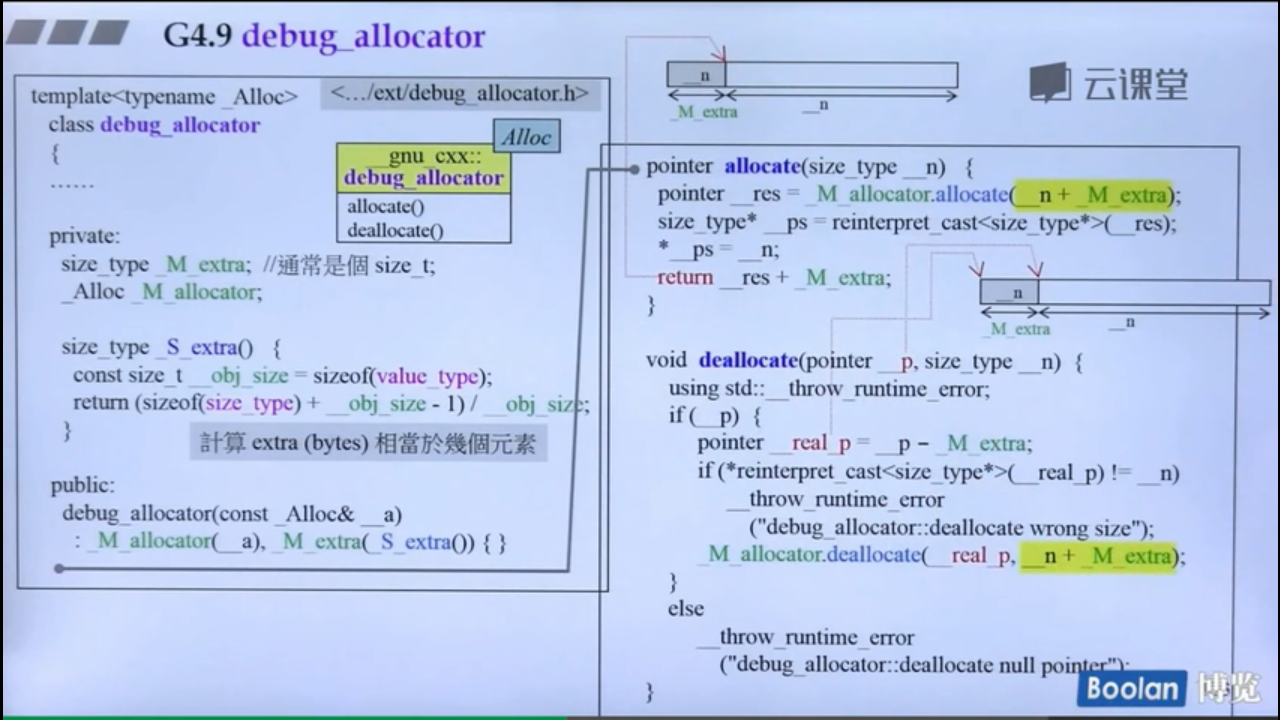 G4.9 debug_allocator
template<typename _Alloc>
<…/ext/debug_allocator.h>
class debug_allocator
{
……
private:
size_type _M_extra; //通常是個 size_t;
_Alloc _M_allocator;
size_type _S_extra() {
const size_t __obj_size = sizeof(value_type);
return (sizeof(size_type) + __obj_size - 1) / __obj_size;
}
計算 extra (bytes) 相當於幾個元素
public:
debug_allocator(const _Alloc& __a)
: _M_allocator(__a), _M_extra(_S_extra()) { }
Alloc
__gnu_cxx::
debug_allocator
allocate()
deallocate()
__n
_M_extra
__n
云课堂
pointer allocate(size_type __n) {
pointer __res = _M_allocator.allocate(__n + _M_extra);
size_type* __ps = reinterpret_cast<size_type*>(__res);
*__ps = __n;
return __res + _M_extra;
}
__n
_M_extra
__n
void deallocate(pointer __p, size_type __n) {
using std::__throw_runtime_error;
if (__p) {
pointer __real_p = __p – _M_extra;
if (*reinterpret_cast<size_type*>(__real_p) != __n)
__throw_runtime_error
("debug_allocator::deallocate wrong size");
_M_allocator.deallocate(__real_p, __n + _M_extra);
}
else
__throw_runtime_error
("debug_allocator::deallocate null pointer");
}
Boolan 博览